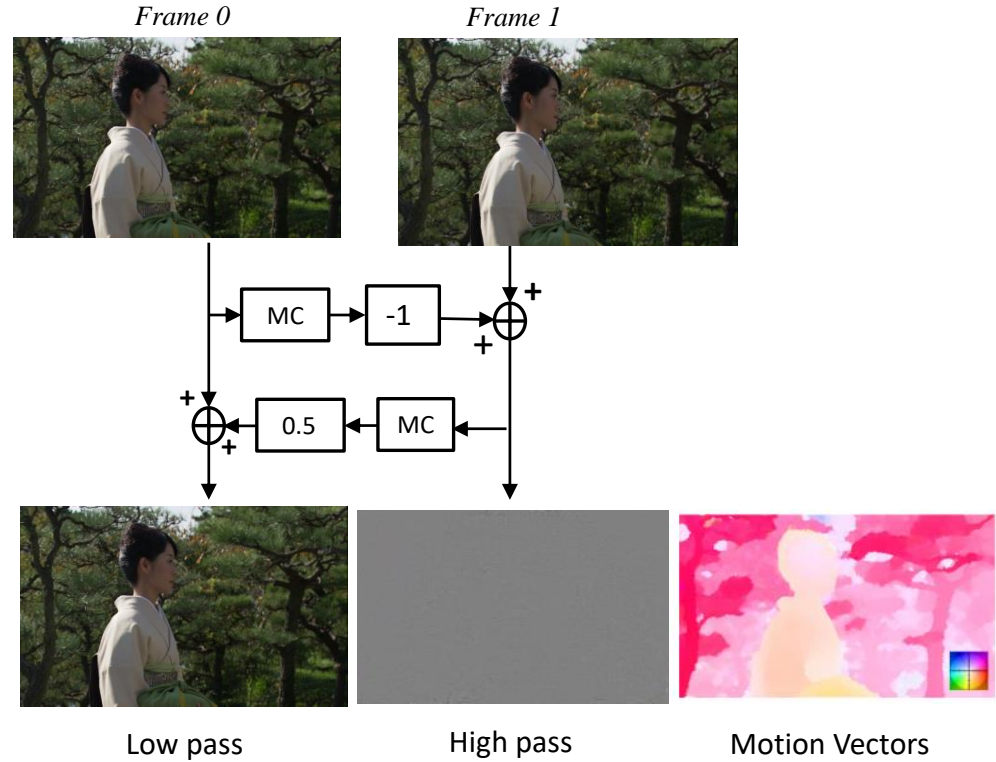 Frame 0
Frame 1
MC
-1
+
+
+
0.5
MC
+
Low pass
High pass
Motion Vectors